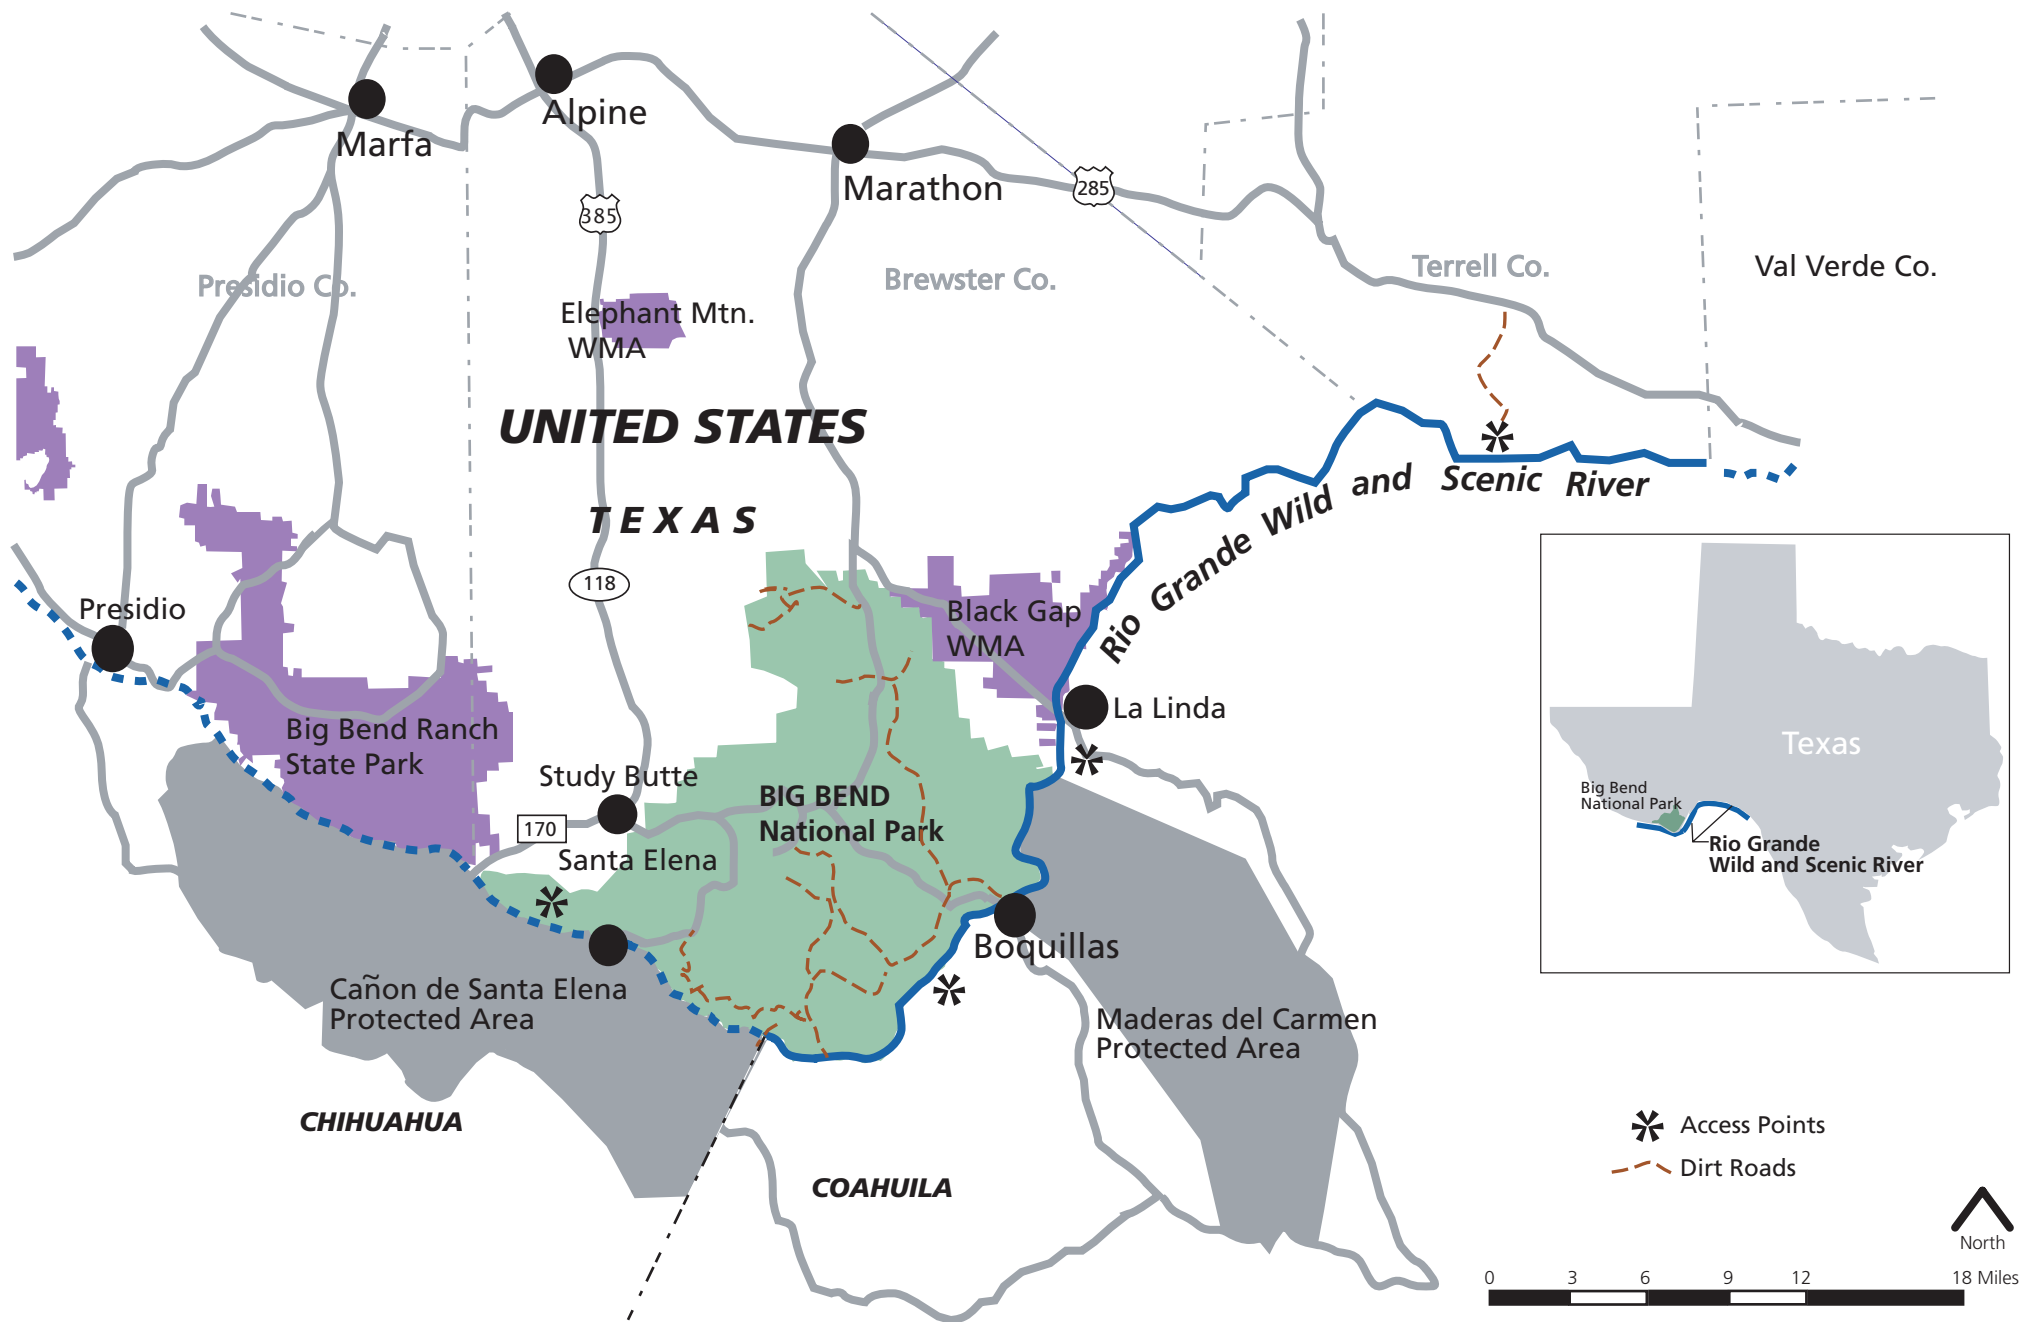 Alpine
Marfa
Marathon
285
385
Presidio Co.
Brewster Co.
Terrell Co.
Val Verde Co.
Elephant Mtn.
WMA
UNITED STATES
TEXAS
Rio Grande Wild and Scenic River
118
Presidio
Black Gap
WMA
La Linda
Big Bend Ranch
State Park
Study Butte
170
Santa Elena
BIG BEND
National Park
Boquillas
Cañon de Santa Elena
Protected Area
Maderas del Carmen
Protected Area
CHIHUAHUA
COAHUILA
Texas
Big Bend
National Park
Rio Grande
Wild and Scenic River
Access Points
Dirt Roads
North
0 3 6 9 12 18 Miles